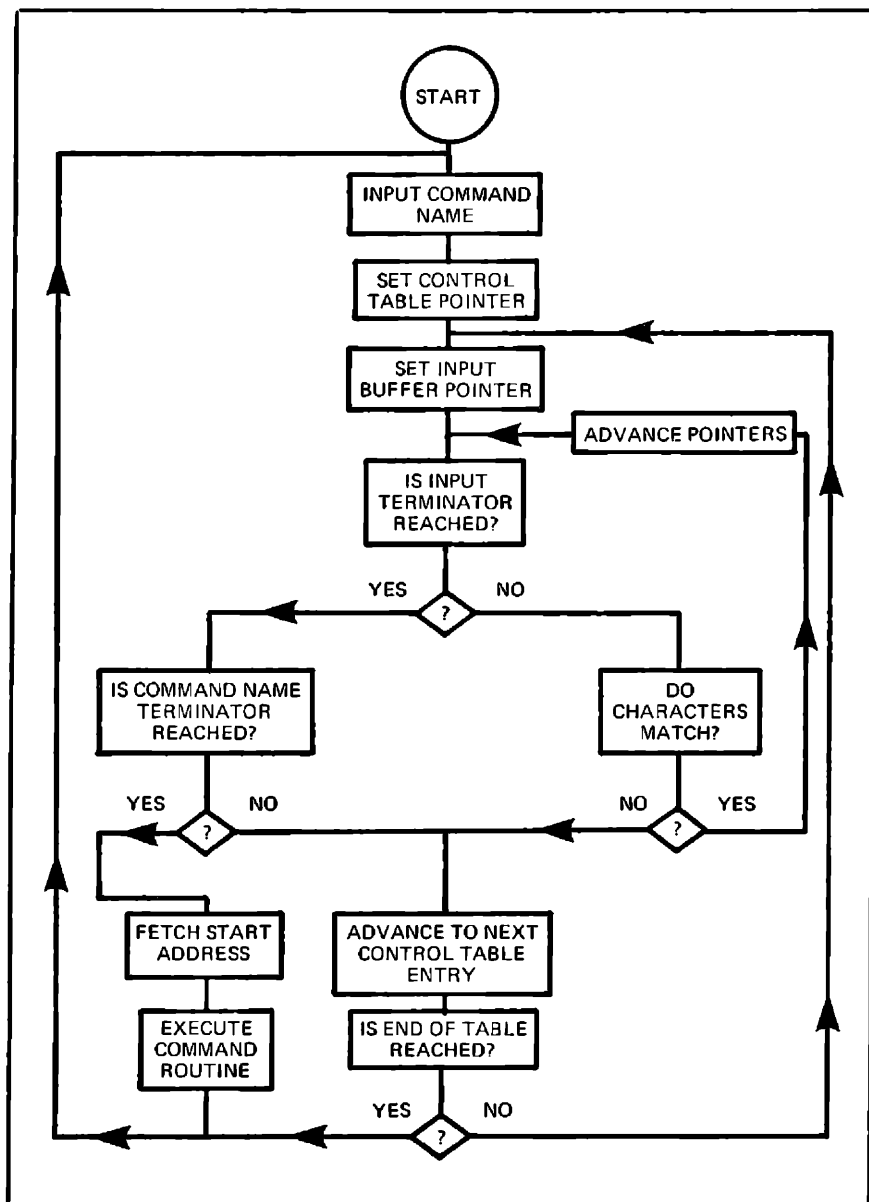 START
INPUT COMMAND
NAME
SET CONTROL
TABLE POINTER
SET INPUT
BUFFER POINTER
ADVANCE POINTERS
IS INPUT
TERMINATOR
REACHED?
YES
NO
?
IS COMMAND NAME
TERMINATOR
REACHED?
DO
CHARACTERS
MATCH?
YES
NO
?
NO
YES
?
FETCH START
ADDRESS
ADVANCE TO NEXT
CONTROL TABLE
ENTRY
EXECUTE
COMMAND
ROUTINE
IS END OF TABLE
REACHED?
YES
NO
?